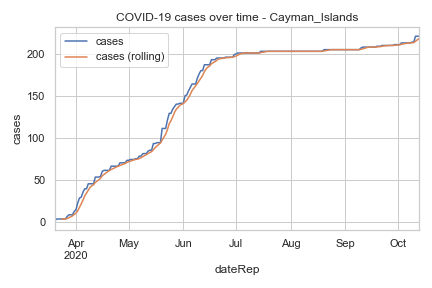 COVID-19 cases over time - Cayman_Islands
cases
cases (rolling)
200
150
100
50
0
cases
Apr
2020
May
Jun
Jul
Aug
Sep
Oct
dateRep